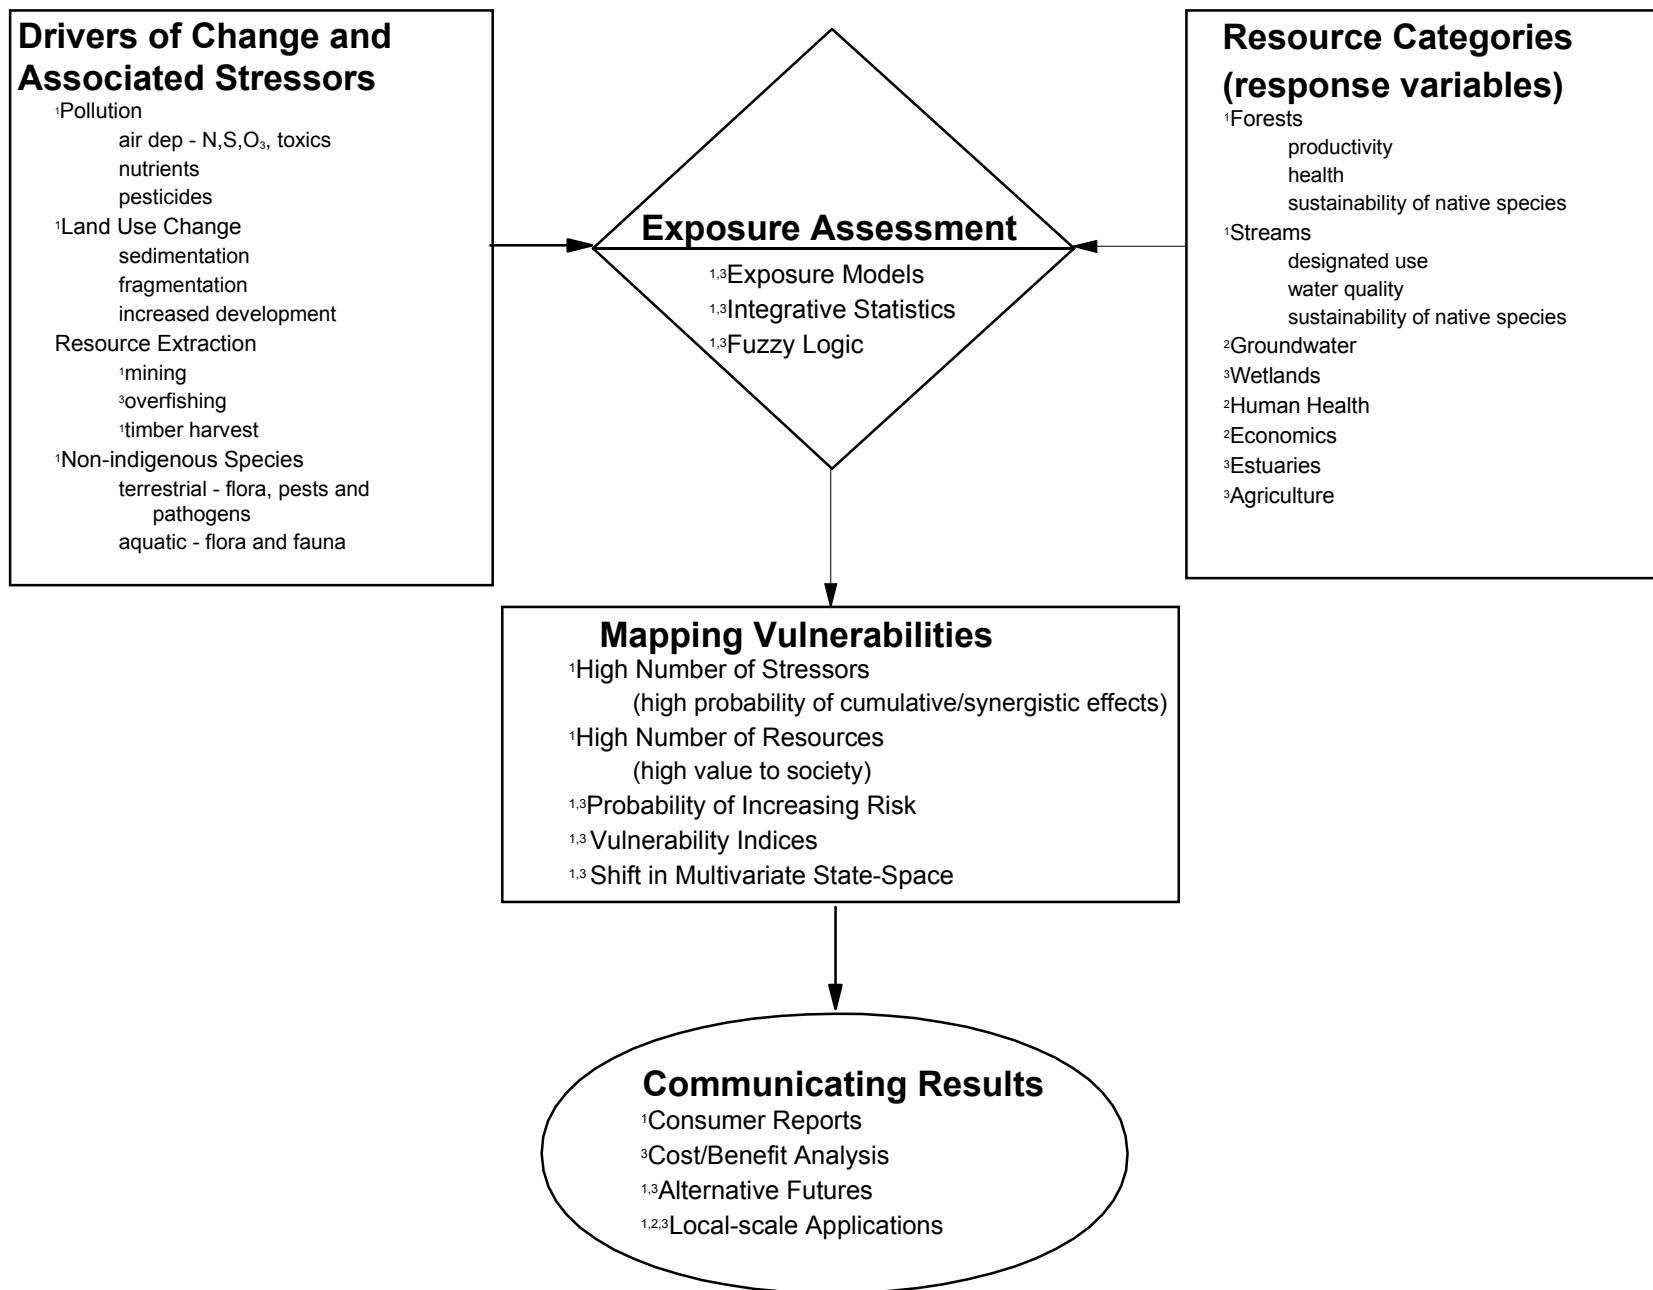 Drivers of Change and
Associated Stressors
¹Pollution
air dep - N,S,O₃, toxics
nutrients
pesticides
¹Land Use Change
sedimentation
fragmentation
increased development
Resource Extraction
¹mining
³overfishing
¹timber harvest
¹Non-indigenous Species
terrestrial - flora, pests and
pathogens
aquatic - flora and fauna
Exposure Assessment
¹,³Exposure Models
¹,³Integrative Statistics
¹,³Fuzzy Logic
Resource Categories
(response variables)
¹Forests
productivity
health
sustainability of native species
¹Streams
designated use
water quality
sustainability of native species
²Groundwater
³Wetlands
²Human Health
²Economics
³Estuaries
³Agriculture
Mapping Vulnerabilities
¹High Number of Stressors
(high probability of cumulative/synergistic effects)
¹High Number of Resources
(high value to society)
¹,³Probability of Increasing Risk
¹,³ Vulnerability Indices
¹,³ Shift in Multivariate State-Space
Communicating Results
¹Consumer Reports
³Cost/Benefit Analysis
¹,³Alternative Futures
¹,²,³Local-scale Applications